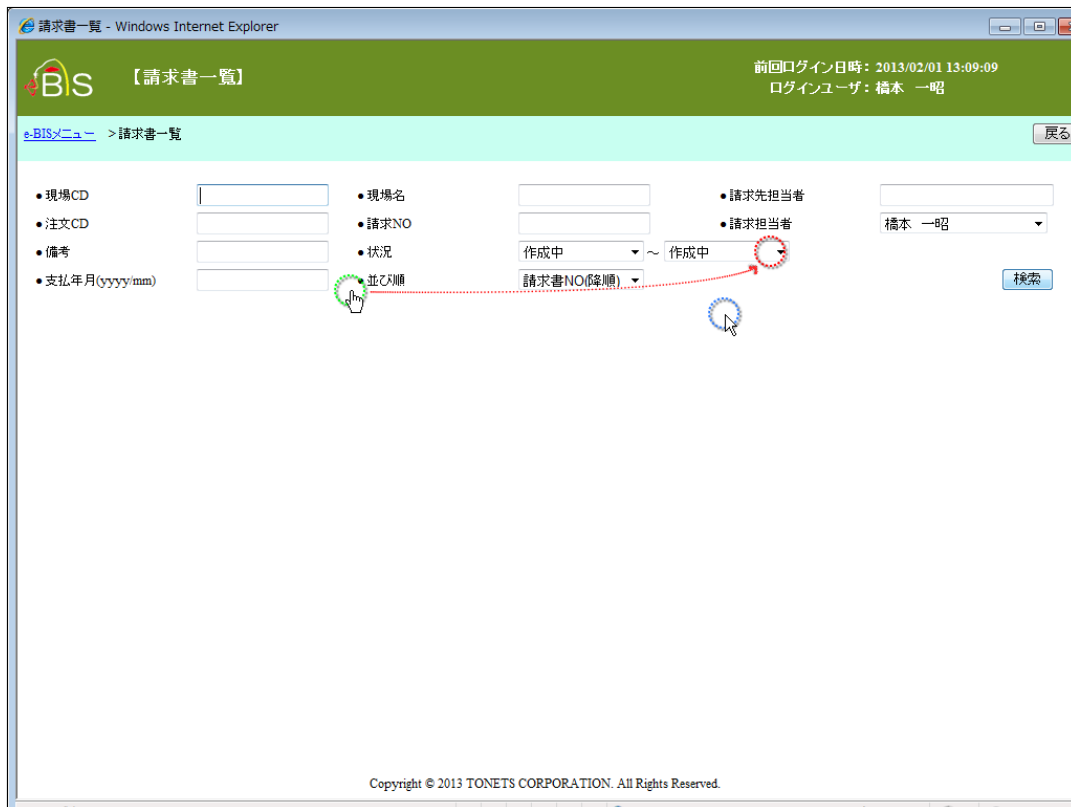 請求書一覧 - Windows Internet Explorer
BIS 【請求書一覧】
前回ログイン日時：2013/02/01 13:09:09
ログインユーザ：橋本　一昭
e-BISメニュー　>請求書一覧
戻る
●現場CD ●現場名 ●請求先担当者
●注文CD ●請求NO ●請求担当者 橋本　一昭
●備考 ●状況 作成中 ～ 作成中
●支払年月(yyyy/mm) ●並び順 請求書NO(降順) 検索
Copyright © 2013 TONETS CORPORATION. All Rights Reserved.